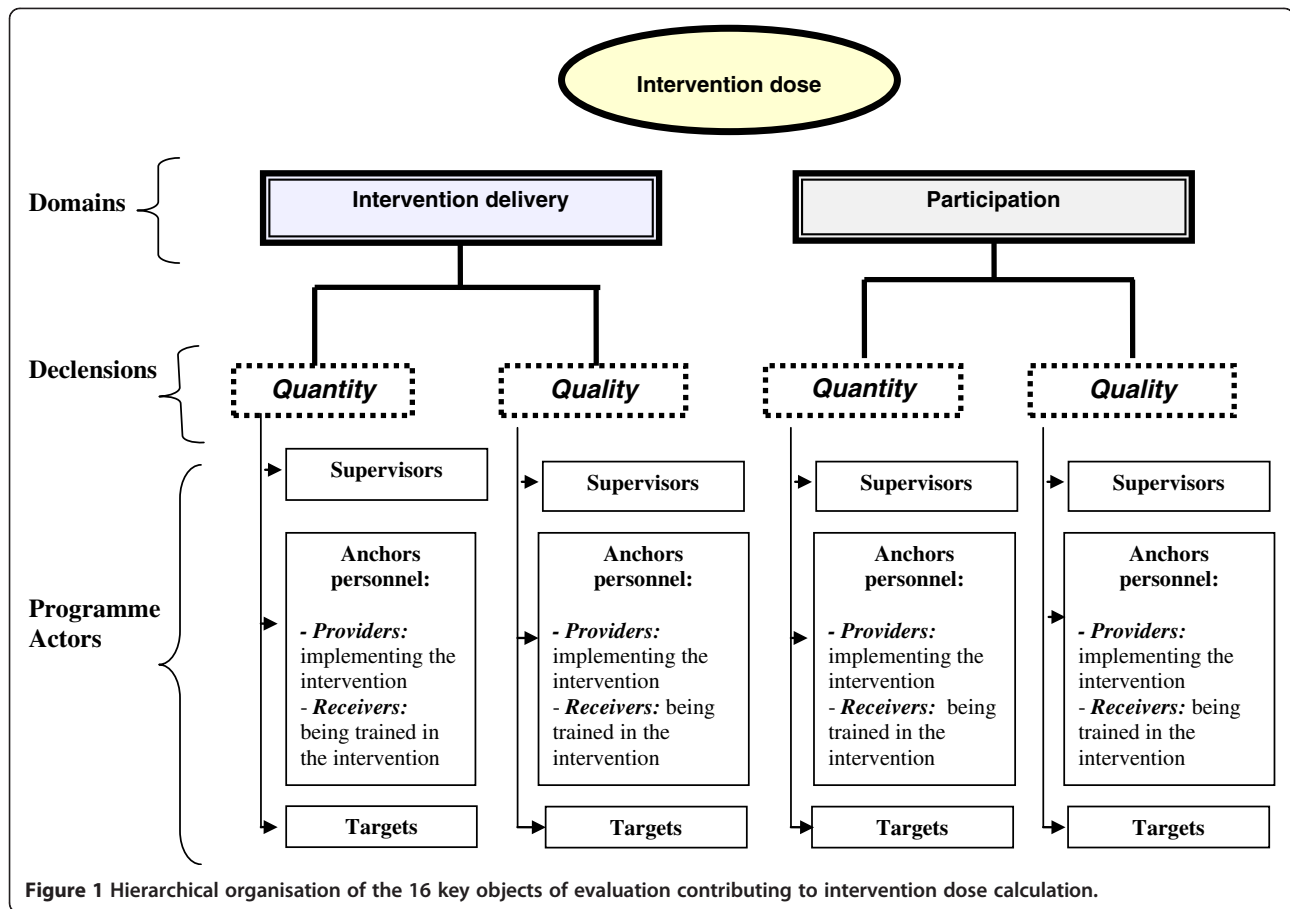 Intervention dose
Domains
Intervention delivery
Participation
Declensions
Quantity
Quality
Quantity
Quality
Programme
Actors
Supervisors
Anchors
personnel:
- Providers:
implementing the
intervention
- Receivers:
being trained in
the intervention
Targets
Supervisors
Anchors
personnel:
- Providers:
implementing the
intervention
- Receivers: being
trained in the
intervention
Targets
Supervisors
Anchors
personnel:
- Providers:
implementing the
intervention
- Receivers: being
trained in the
intervention
Targets
Supervisors
Anchors
personnel:
- Providers:
implementing the
intervention
- Receivers: being
trained in the
intervention
Targets
Figure 1 Hierarchical organisation of the 16 key objects of evaluation contributing to intervention dose calculation.